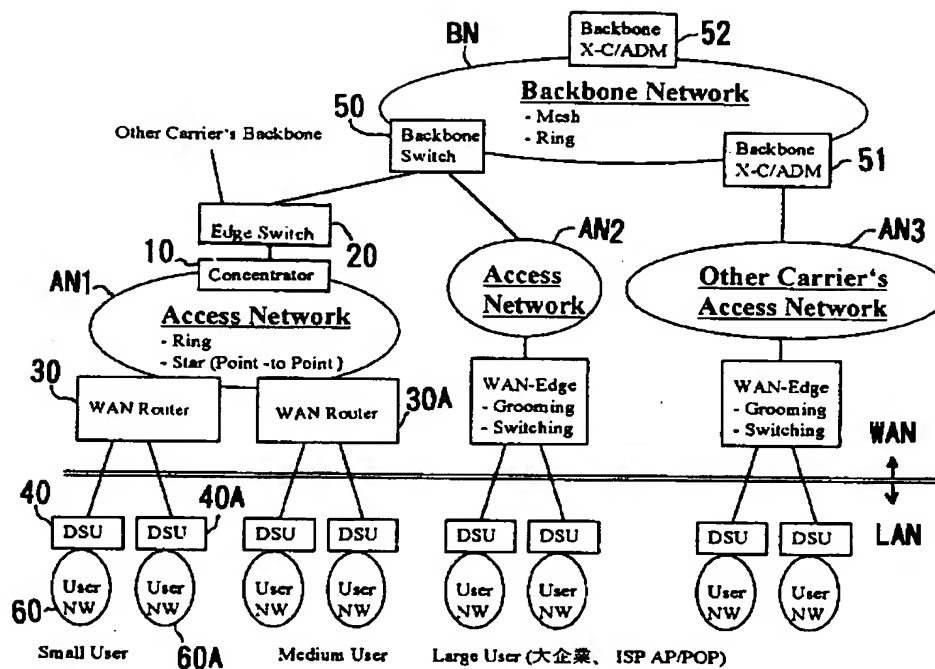 BN
Backbone
X-C/ADM
52
Backbone Network
- Mesh
- Ring
50
Other Carrier's Backbone
Backbone
Switch
Backbone
X-C/ADM
51
Edge Switch
20
10
Concentrator
AN1
AN2
AN3
Access Network
- Ring
- Star (Point -to Point )
Access
Network
Other Carrier's
Access Network
30
WAN Router
WAN Router
30A
WAN-Edge
- Grooming
- Switching
WAN-Edge
- Grooming
- Switching
WAN
LAN
40
DSU
DSU
40A
DSU
DSU
DSU
DSU
DSU
DSU
60
User
NW
User
NW
60A
User
NW
User
NW
User
NW
User
NW
User
NW
User
NW
Small User
Medium User
Large User (大企業、 ISP AP/POP)